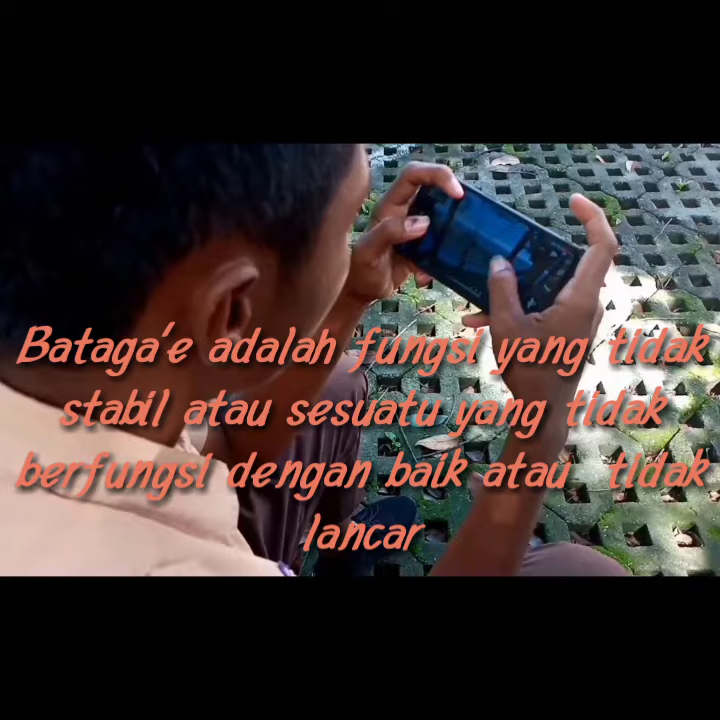 Bataga'e adalah fungsi yang tidak
stabil atau sesuatu yang tidak
berfungsi dengan baik atau tidak
lancar